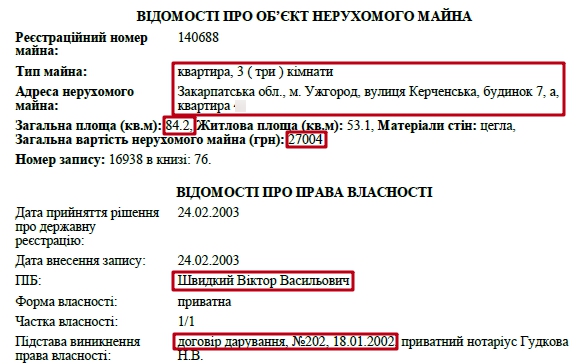 ВІДОМОСТІ ПРО ОБ’ЄКТ НЕРУХОМОГО МАЙНА
Реєстраційний номер майна: 140688
Тип майна: квартира, 3 ( три ) кімнати
Адреса нерухомого майна: Закарпатська обл., м. Ужгород, вулиця Керченська, будинок 7, а,
квартира
Загальна площа (кв.м): 84.2, Житлова площа (кв.м): 53.1, Матеріали стін: цегла,
Загальна вартість нерухомого майна (грн): 27004
Номер запису: 16938 в книзі: 76.
ВІДОМОСТІ ПРО ПРАВА ВЛАСНОСТІ
Дата прийняття рішення про державну реєстрацію: 24.02.2003
Дата внесення запису: 24.02.2003
ПІБ: Швидкий Віктор Васильович
Форма власності: приватна
Частка власності: 1/1
Підстава виникнення права власності: договір дарування, №202, 18.01.2002, приватний нотаріус Гудкова
Н.В.